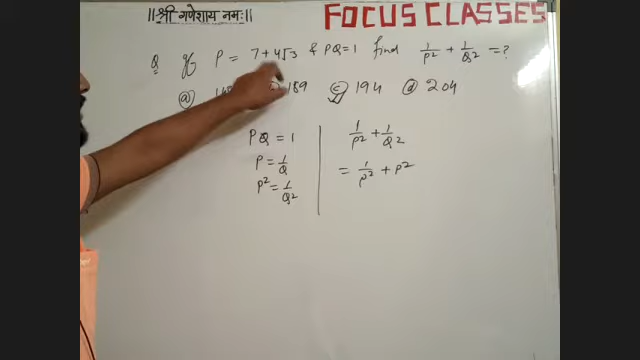 ||श्री गणेशाय नमः||
FOCUS CLASSES
Q If P = 7+4√3 & PQ=1 find 1/P² + 1/Q² = ?
ⓐ ⓒ 194 ⓓ 204
PQ = 1
P = 1/Q
P² = 1/Q²
1/P² + 1/Q²
= 1/P² + P²